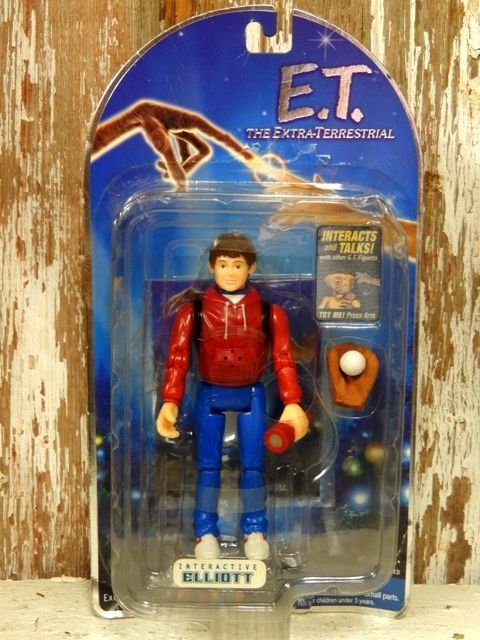 E.T.
THE EXTRA-TERRESTRIAL
INTERACTS
and TALKS!
with other E.T. Figures
TRY ME! Press Arm
INTERACTIVE
ELLIOTT
small parts.
for children under 3 years.